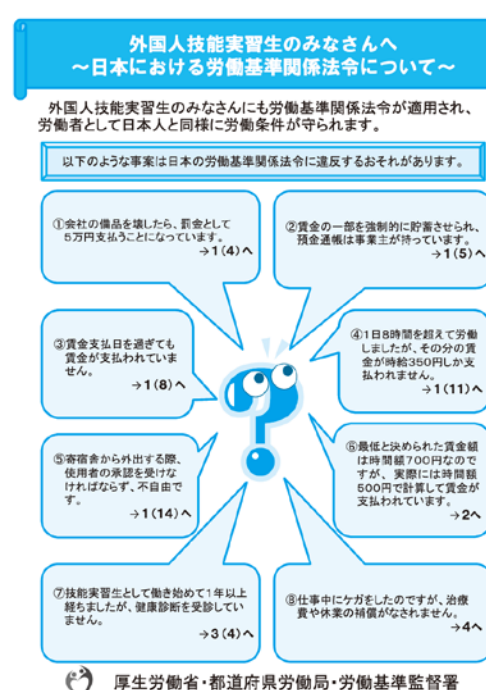 外国人技能実習生のみなさんへ
～日本における労働基準関係法令について～
外国人技能実習生のみなさんにも労働基準関係法令が適用され、
労働者として日本人と同様に労働条件が守られます。
以下のような事案は日本の労働基準関係法令に違反するおそれがあります。
①会社の備品を壊したら、罰金として
5万円支払うことになっています。
→1(4)へ
②賃金の一部を強制的に貯蓄させられ、
預金通帳は事業主が持っています。
→1(5)へ
③賃金支払日を過ぎても
賃金が支払われていま
せん。
→1(8)へ
④1日8時間を超えて労働
しましたが、その分の賃
金が時給350円しか支
払われません。
→1(11)へ
⑤寄宿舎から外出する際、
使用者の承認を受けな
ければならず、不自由で
す。
→1(14)へ
⑥最低と決められた賃金額
は時間額700円なので
すが、実際には時間額
500円で計算して賃金が
支払われています。
→2へ
⑦技能実習生として働き始めて1年以上
経ちましたが、健康診断を受診してい
ません。
→3(4)へ
⑧仕事中にケガをしたのですが、治療
費や休業の補償がなされません。
→4へ
厚生労働省・都道府県労働局・労働基準監督署